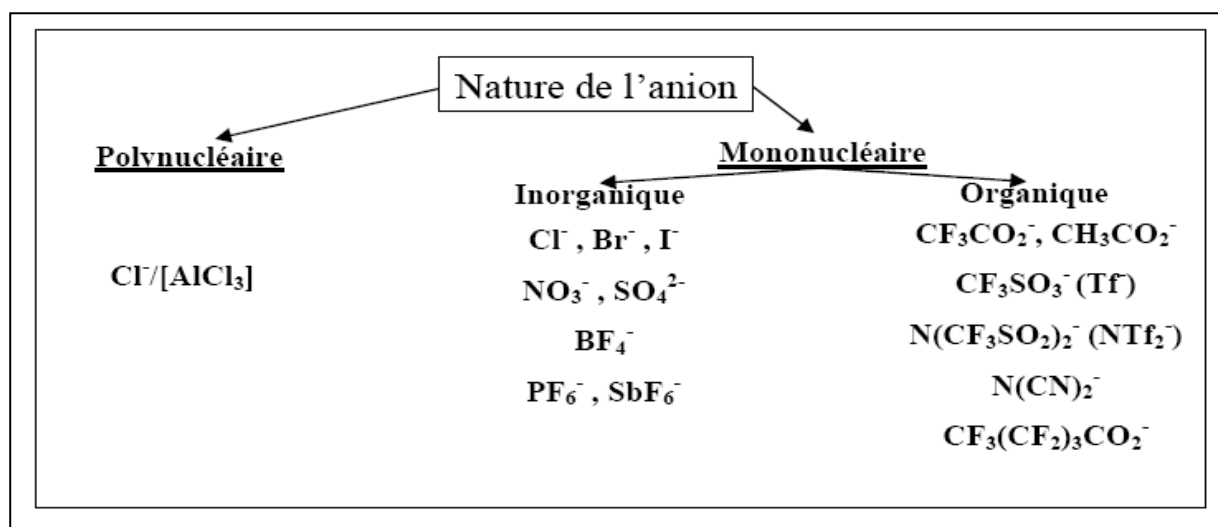 Nature de l'anion
Polynucléaire
Mononucléaire
Inorganique
Organique
Cl⁻/[AlCl₃]
Cl⁻ , Br⁻ , I⁻
NO₃⁻ , SO₄²⁻
BF₄⁻
PF₆⁻ , SbF₆⁻
CF₃CO₂⁻, CH₃CO₂⁻
CF₃SO₃⁻ (Tf⁻)
N(CF₃SO₂)₂⁻ (NTf₂⁻)
N(CN)₂⁻
CF₃(CF₂)₃CO₂⁻